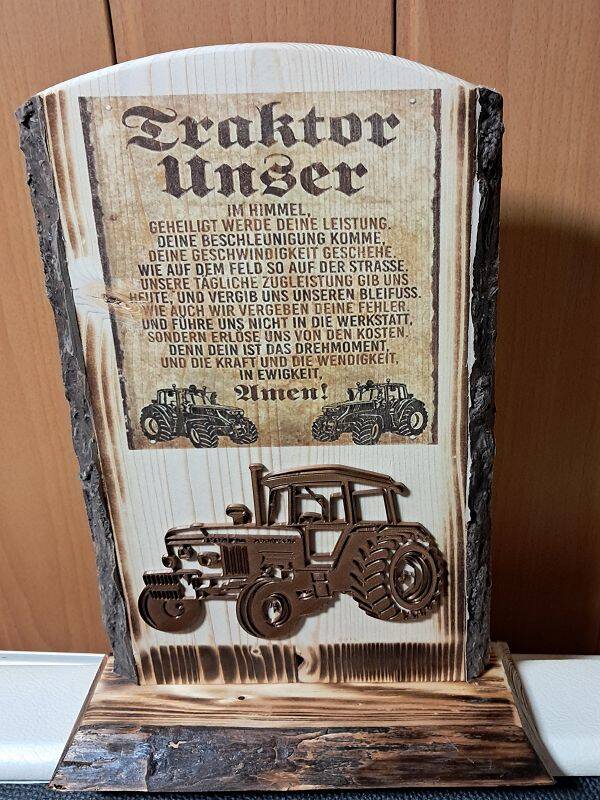 Traktor
Unser
IM HIMMEL,
GEHEILIGT WERDE DEINE LEISTUNG.
DEINE BESCHLEUNIGUNG KOMME,
DEINE GESCHWINDIGKEIT GESCHEHE,
WIE AUF DEM FELD SO AUF DER STRASSE.
UNSERE TÄGLICHE ZUGLEISTUNG GIB UNS
HEUTE, UND VERGIB UNS UNSEREN BLEIFUSS.
WIE AUCH WIR VERGEBEN DEINE FEHLER,
UND FÜHRE UNS NICHT IN DIE WERKSTATT,
SONDERN ERLÖSE UNS VON DEN KOSTEN.
DENN DEIN IST DAS DREHMOMENT,
UND DIE KRAFT UND DIE WENDIGKEIT,
IN EWIGKEIT,
Amen!